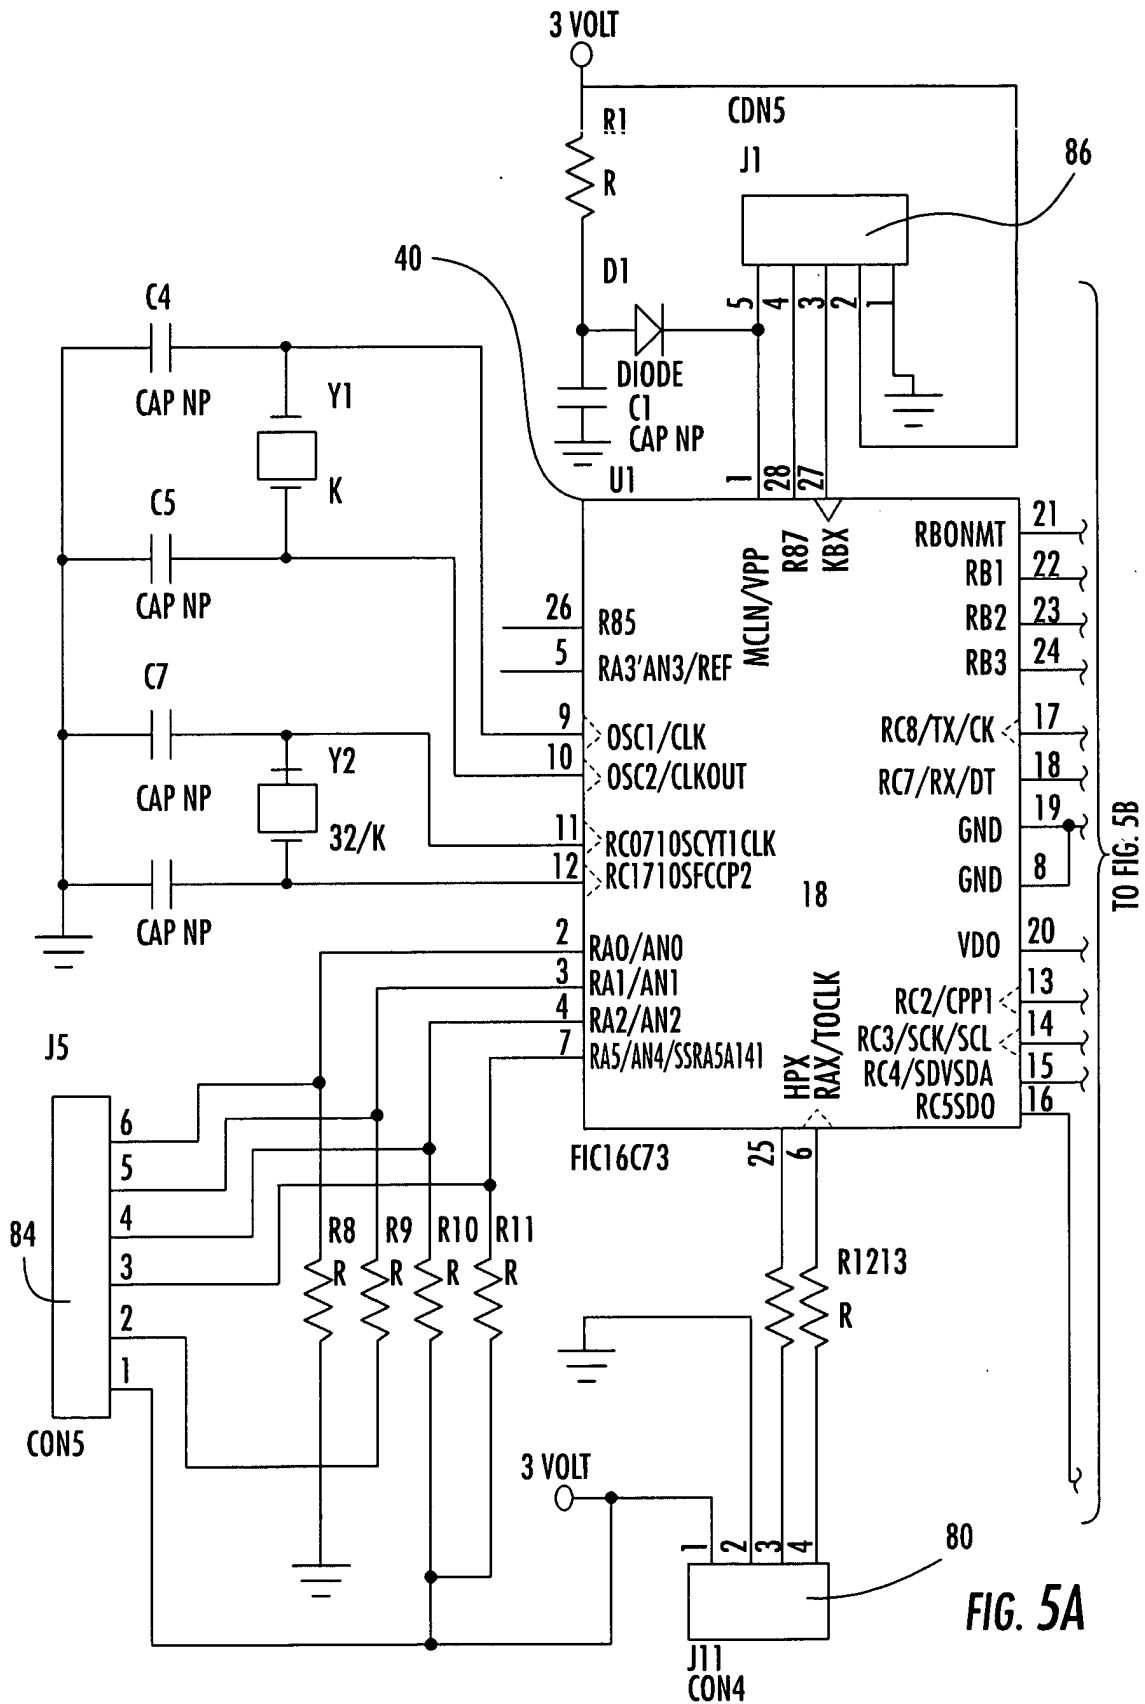 3 VOLT
CDN5
R1
R
J1
86
40
D1
5
4
3
2
1
C4
CAP NP
Y1
K
DIODE
C1
CAP NP
C5
CAP NP
U1
1
28
27
MCLN/VPP
R87
KBX
RBONMT
21
RB1
22
RB2
23
RB3
24
26
R85
5
RA3'AN3/REF
C7
CAP NP
Y2
32/K
9
OSC1/CLK
10
OSC2/CLKOUT
11
RC0710SCYT1CLK
12
RC1710SFCCP2
CAP NP
RC8/TX/CK
17
RC7/RX/DT
18
GND
19
GND
8
18
VDO
20
RC2/CPP1
13
RC3/SCK/SCL
14
RC4/SDVSDA
15
RC5SDO
16
TO FIG. 5B
2
RA0/AN0
3
RA1/AN1
4
RA2/AN2
7
RA5/AN4/SSRA5A141
HPX
RAX/TOCLK
25
6
FIC16C73
J5
6
5
4
3
2
1
84
CON5
R8
R
R9
R
R10
R
R11
R
R1213
R
3 VOLT
1
2
3
4
80
J11
CON4
FIG. 5A